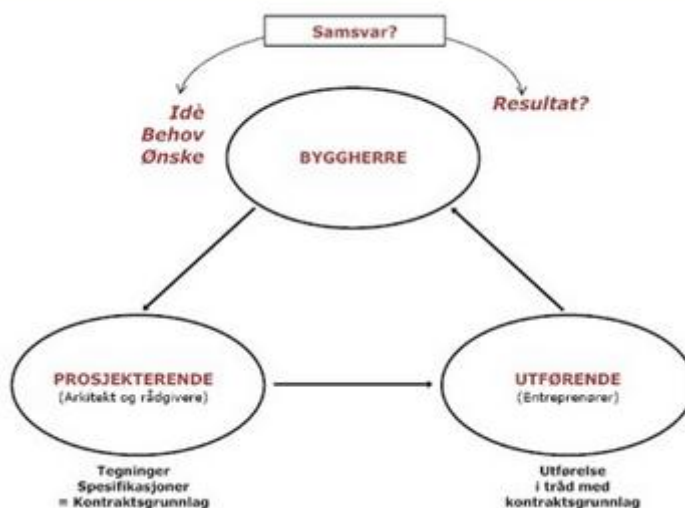 Samsvar?
Idè
Behov
Ønske
Resultat?
BYGGHERRE
PROSJEKTERENDE
(Arkitekt og rådgivere)
UTFØRENDE
(Entreprenører)
Tegninger
Spesifikasjoner
= Kontraktsgrunnlag
Utførelse
i tråd med
kontraktsgrunnlag